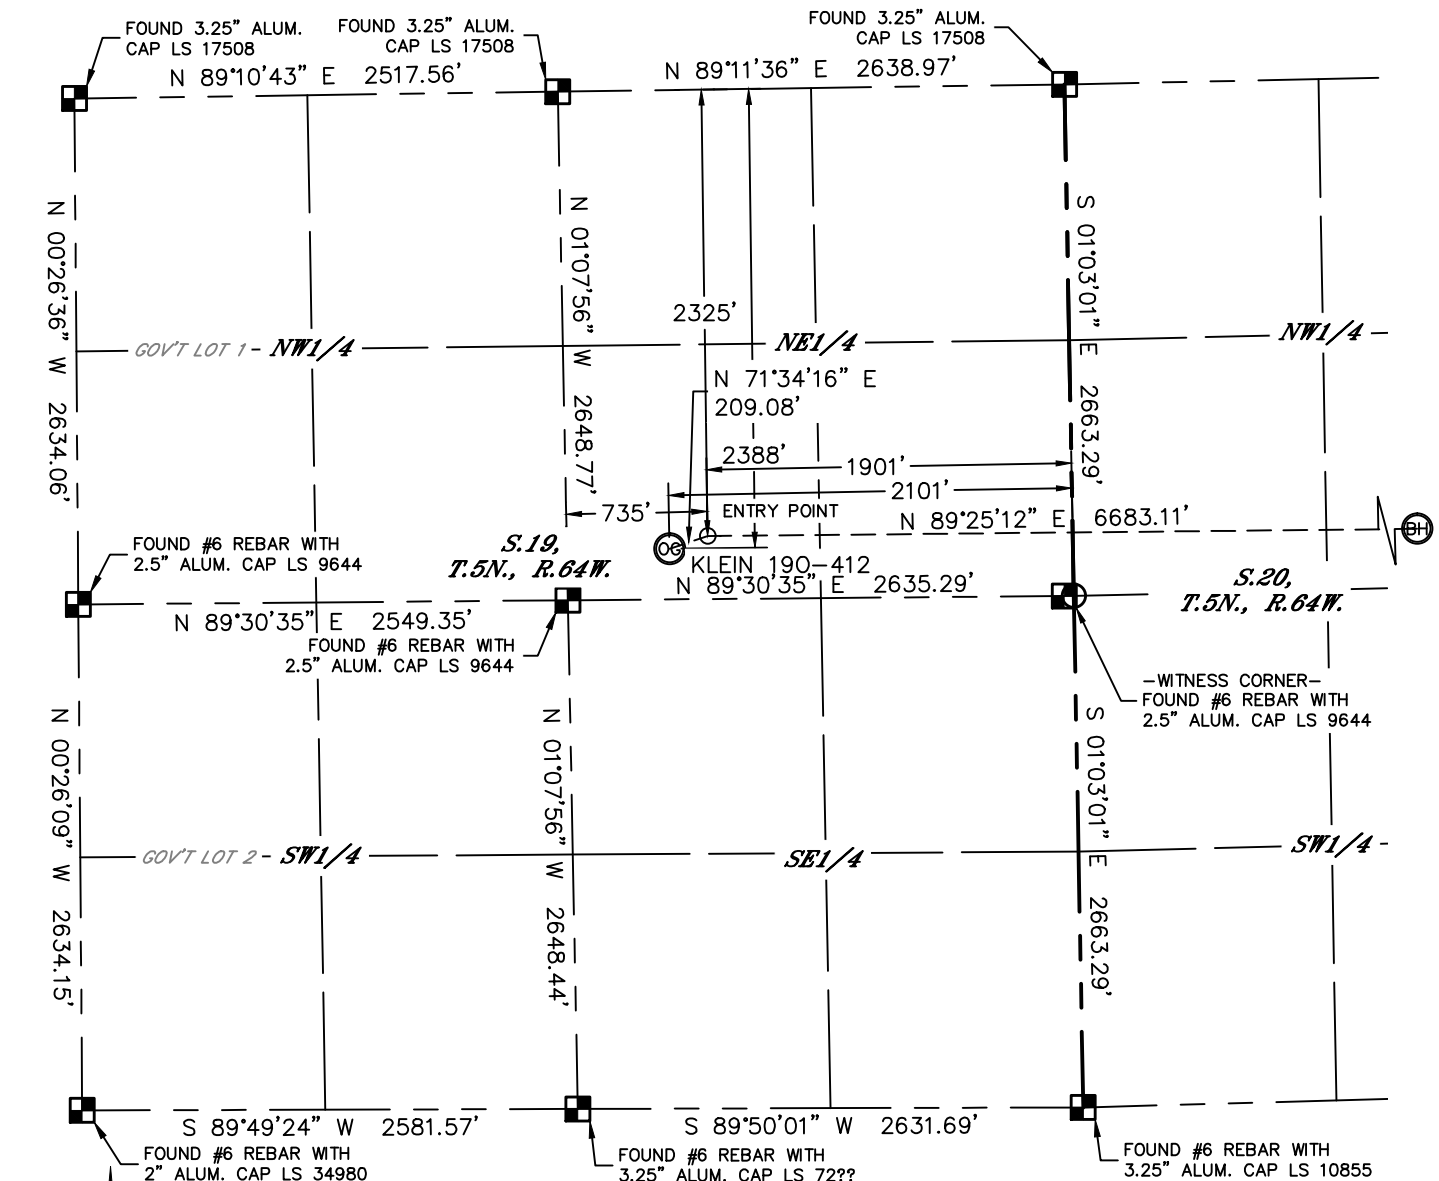 FOUND 3.25" ALUM.
CAP LS 17508
FOUND 3.25" ALUM.
CAP LS 17508
FOUND 3.25" ALUM.
CAP LS 17508
N 89°10'43" E 2517.56'
N 89°11'36" E 2638.97'
N 00°26'36" W 2634.06'
N 01°07'56" W 2648.77'
S 01°03'01" E 2663.29'
2325'
GOV'T LOT 1
NW1/4
NE1/4
NW1/4
N 71°34'16" E
209.08'
2388'
1901'
2101'
735'
ENTRY POINT
N 89°25'12" E 6683.11'
BH
OG
KLEIN 19O-412
FOUND #6 REBAR WITH
2.5" ALUM. CAP LS 9644
S.19,
T.5N., R.64W.
N 89°30'35" E 2635.29'
S.20,
T.5N., R.64W.
N 89°30'35" E 2549.35'
FOUND #6 REBAR WITH
2.5" ALUM. CAP LS 9644
-WITNESS CORNER-
FOUND #6 REBAR WITH
2.5" ALUM. CAP LS 9644
N 00°26'09" W 2634.15'
N 01°07'56" W 2648.44'
S 01°03'01" E 2663.29'
GOV'T LOT 2
SW1/4
SE1/4
SW1/4
S 89°49'24" W 2581.57'
S 89°50'01" W 2631.69'
FOUND #6 REBAR WITH
2" ALUM. CAP LS 34980
FOUND #6 REBAR WITH
3.25" ALUM. CAP LS 72??
FOUND #6 REBAR WITH
3.25" ALUM. CAP LS 10855